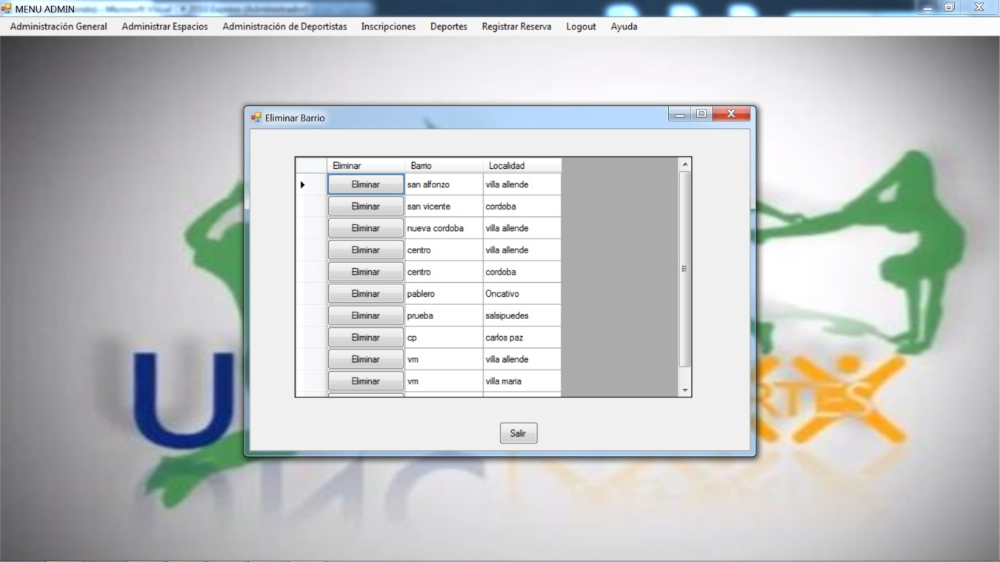 MENU ADMIN
Administración General Administrar Espacios Administración de Deportistas Inscripciones Deportes Registrar Reserva Logout Ayuda
Eliminar Barrio
Eliminar Barrio Localidad
Eliminar san alfonzo villa allende
Eliminar san vicente cordoba
Eliminar nueva cordoba villa allende
Eliminar centro villa allende
Eliminar centro cordoba
Eliminar pablero Oncativo
Eliminar prueba salsipuedes
Eliminar cp carlos paz
Eliminar vm villa allende
Eliminar vm villa maria
Salir
U
RTES